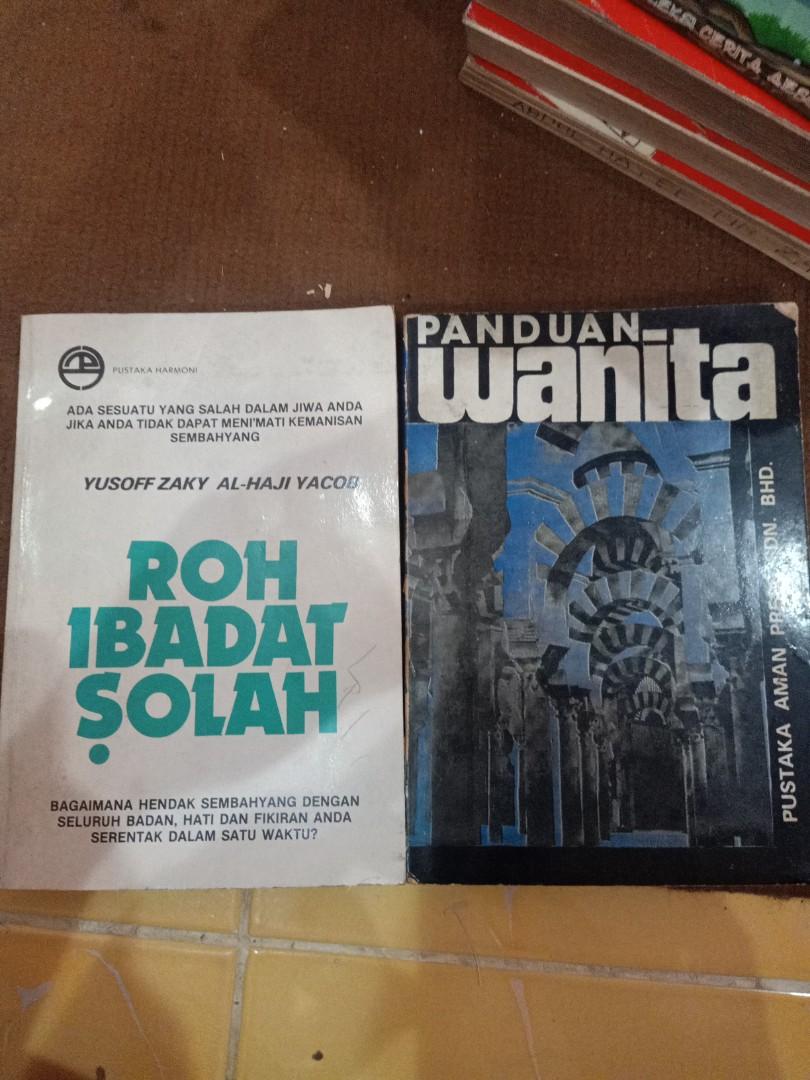 PUSTAKA HARMONI
ADA SESUATU YANG SALAH DALAM JIWA ANDA
JIKA ANDA TIDAK DAPAT MENI'MATI KEMANISAN
SEMBAHYANG
YUSOFF ZAKY AL-HAJI YACOB
ROH
IBADAT
ṢOLAH
BAGAIMANA HENDAK SEMBAHYANG DENGAN
SELURUH BADAN, HATI DAN FIKIRAN ANDA
SERENTAK DALAM SATU WAKTU?
PANDUAN
wanita
PUSTAKA AMAN PRESS SDN. BHD.
CERITA
ABDUL